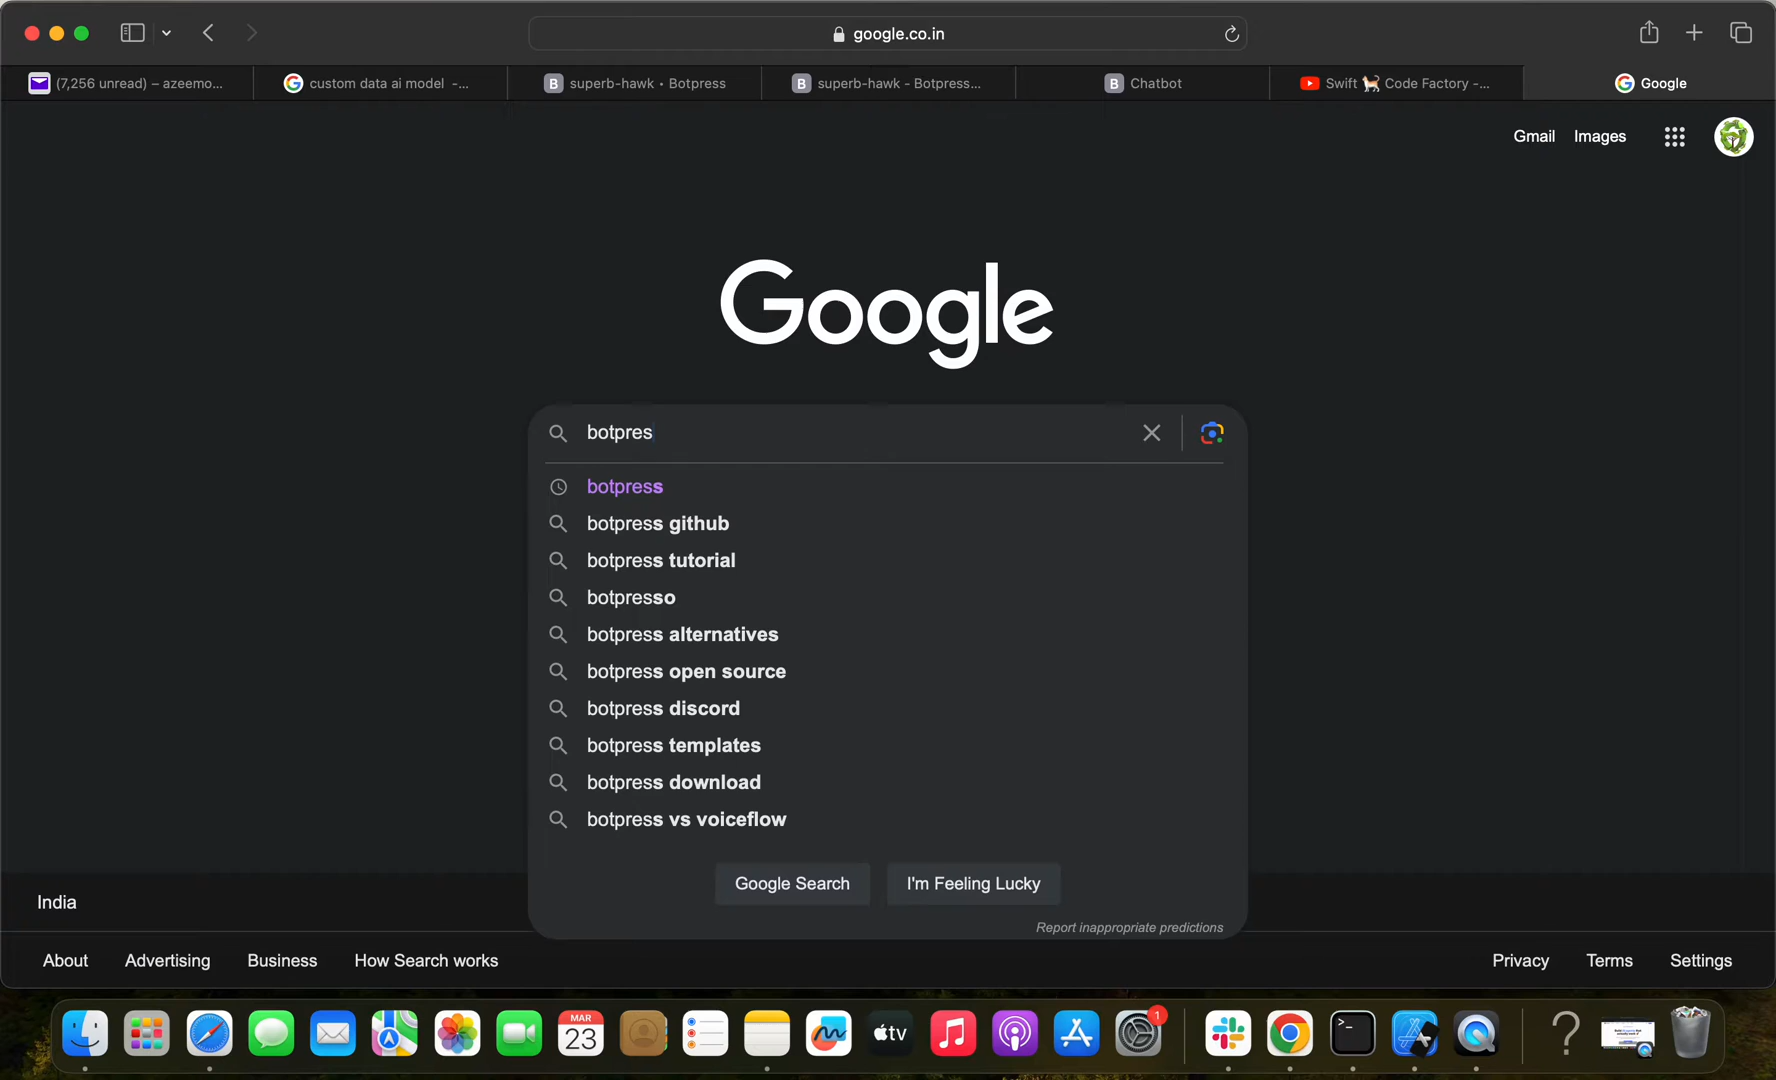 google.co.in
(7,256 unread) – azeemo...
custom data ai model -...
superb-hawk • Botpress
superb-hawk - Botpress...
Chatbot
Swift 🐈 Code Factory -...
Google
Gmail
Images
Google
botpres
botpress
botpress github
botpress tutorial
botpresso
botpress alternatives
botpress open source
botpress discord
botpress templates
botpress download
botpress vs voiceflow
Google Search
I'm Feeling Lucky
Report inappropriate predictions
India
About
Advertising
Business
How Search works
Privacy
Terms
Settings
MAR
23
tv
1